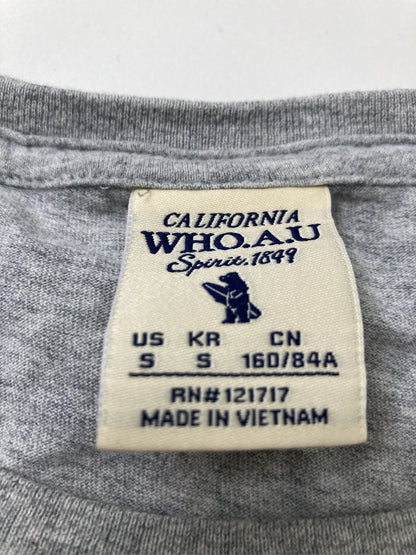 CALIFORNIA
WHO.A.U
Spirit.1849
US KR CN
S S 160/84A
RN#121717
MADE IN VIETNAM